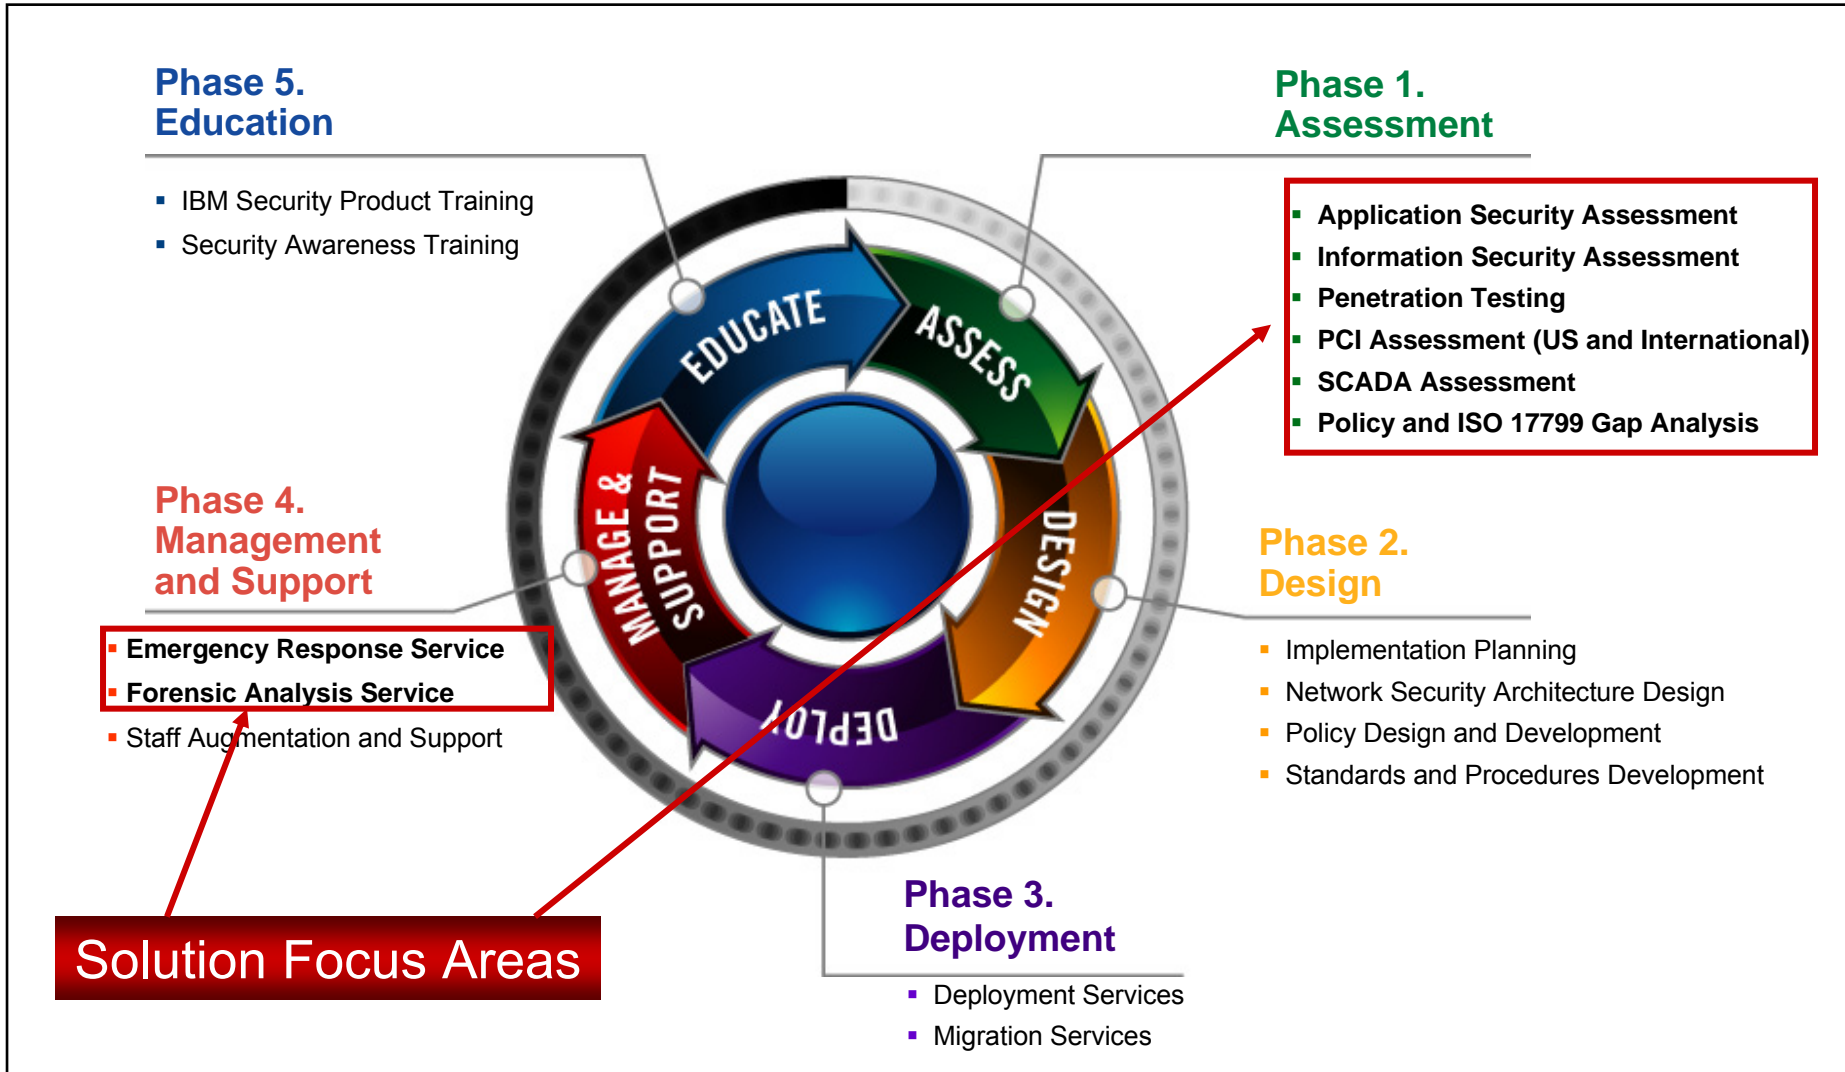 Phase 5.
Education
▪ IBM Security Product Training
▪ Security Awareness Training
Phase 1.
Assessment
▪ Application Security Assessment
▪ Information Security Assessment
▪ Penetration Testing
▪ PCI Assessment (US and International)
▪ SCADA Assessment
▪ Policy and ISO 17799 Gap Analysis
EDUCATE
ASSESS
DESIGN
DEPLOY
MANAGE &
SUPPORT
Phase 4.
Management
and Support
▪ Emergency Response Service
▪ Forensic Analysis Service
▪ Staff Augmentation and Support
Phase 2.
Design
▪ Implementation Planning
▪ Network Security Architecture Design
▪ Policy Design and Development
▪ Standards and Procedures Development
Solution Focus Areas
Phase 3.
Deployment
▪ Deployment Services
▪ Migration Services